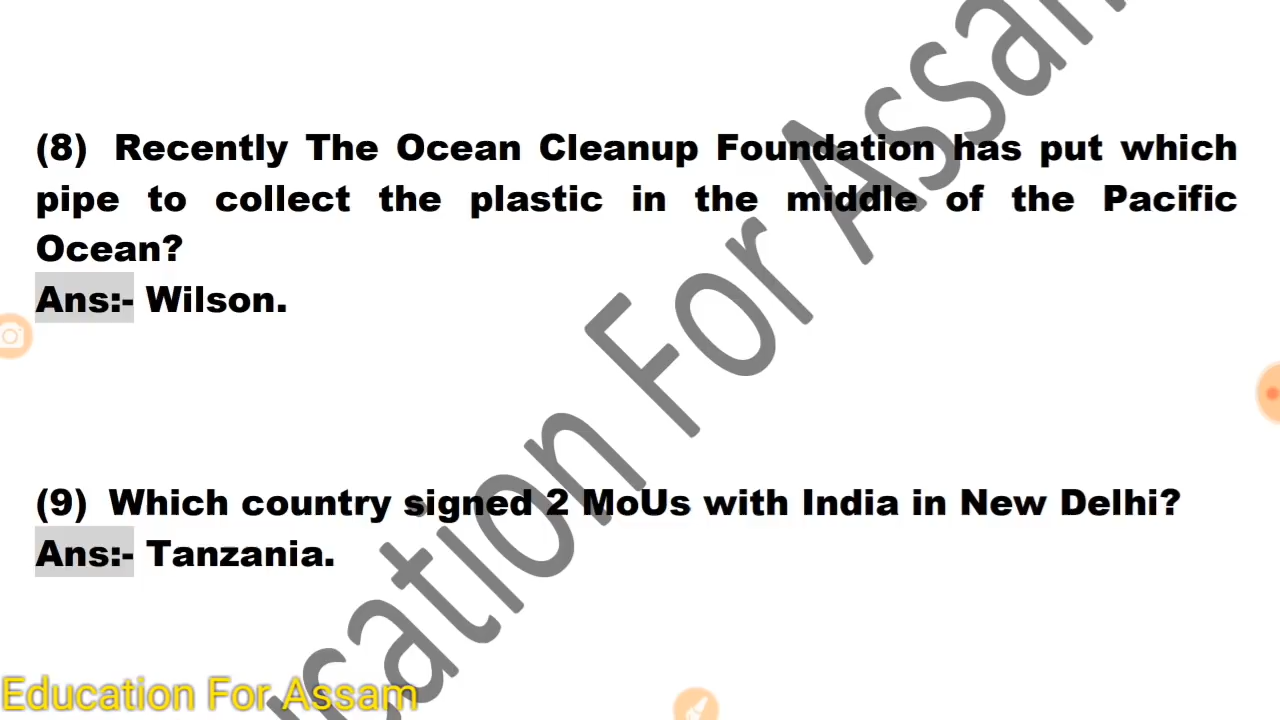 (8) Recently The Ocean Cleanup Foundation has put which
pipe to collect the plastic in the middle of the Pacific
Ocean?
Ans:- Wilson.
(9) Which country signed 2 MoUs with India in New Delhi?
Ans:- Tanzania.
Education For Assam
ucation For Assam